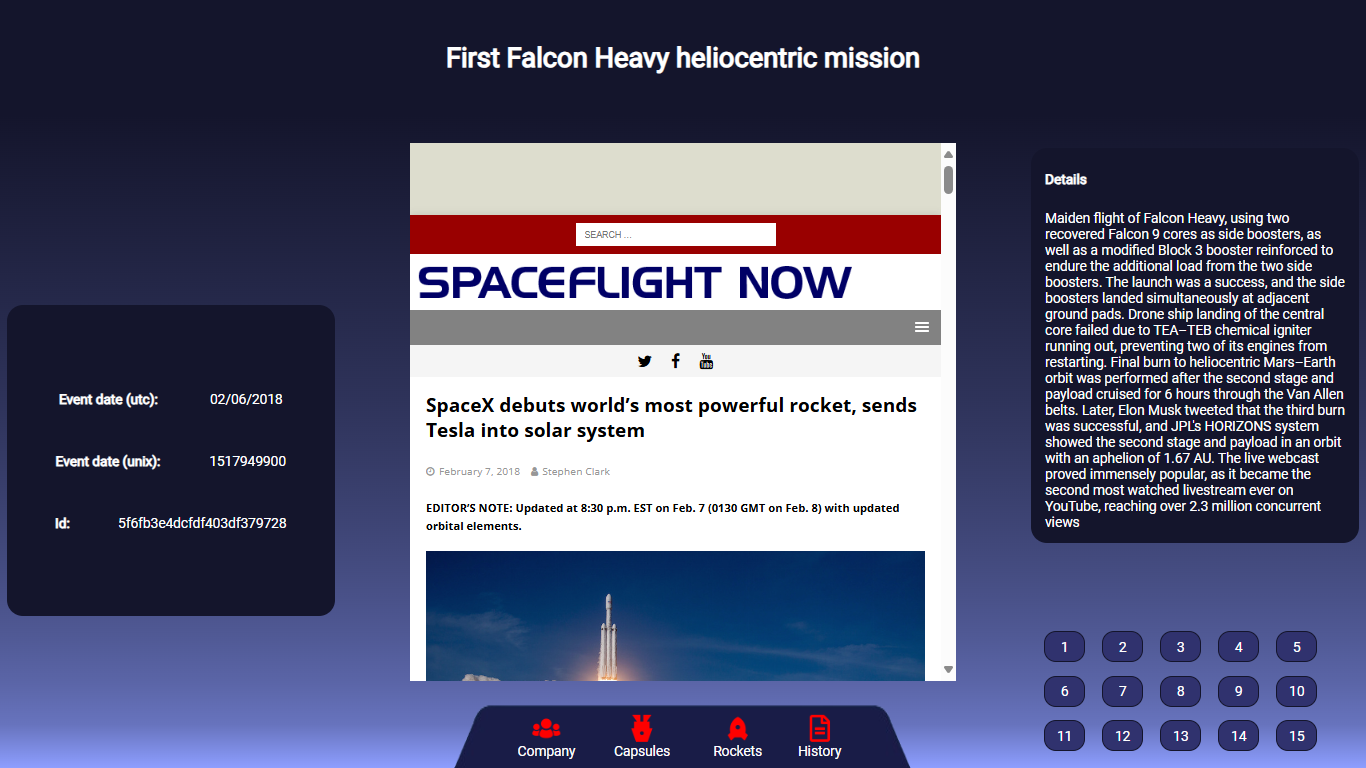 First Falcon Heavy heliocentric mission
Event date (utc): 02/06/2018
Event date (unix): 1517949900
Id: 5f6fb3e4dcfdf403df379728
SEARCH ...
SPACEFLIGHT NOW
You
Tube
SpaceX debuts world’s most powerful rocket, sends
Tesla into solar system
February 7, 2018 Stephen Clark
EDITOR’S NOTE: Updated at 8:30 p.m. EST on Feb. 7 (0130 GMT on Feb. 8) with updated
orbital elements.
Details
Maiden flight of Falcon Heavy, using two
recovered Falcon 9 cores as side boosters, as
well as a modified Block 3 booster reinforced to
endure the additional load from the two side
boosters. The launch was a success, and the side
boosters landed simultaneously at adjacent
ground pads. Drone ship landing of the central
core failed due to TEA–TEB chemical igniter
running out, preventing two of its engines from
restarting. Final burn to heliocentric Mars–Earth
orbit was performed after the second stage and
payload cruised for 6 hours through the Van Allen
belts. Later, Elon Musk tweeted that the third burn
was successful, and JPL's HORIZONS system
showed the second stage and payload in an orbit
with an aphelion of 1.67 AU. The live webcast
proved immensely popular, as it became the
second most watched livestream ever on
YouTube, reaching over 2.3 million concurrent
views
1 2 3 4 5
6 7 8 9 10
11 12 13 14 15
Company Capsules Rockets History